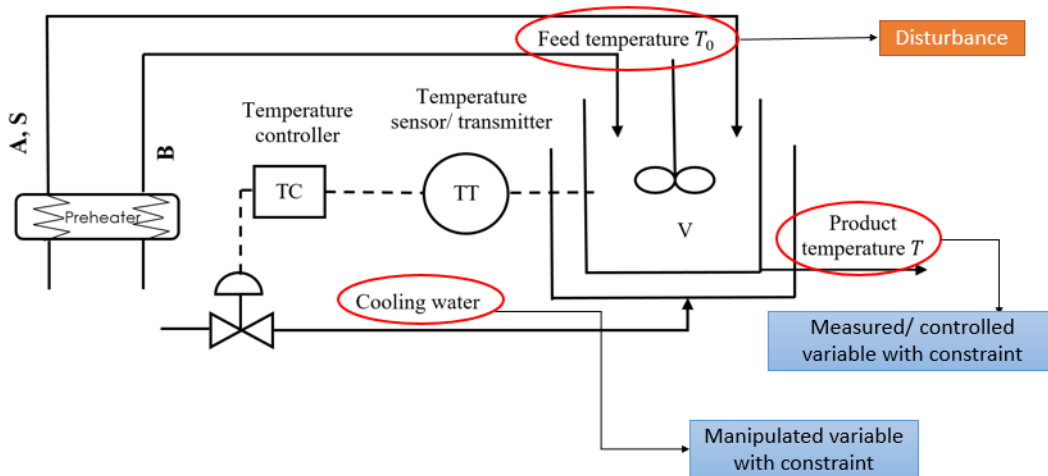 Feed temperature T₀
Disturbance
Temperature
controller
Temperature
sensor/ transmitter
A, S
B
Preheater
TC
TT
V
Product
temperature T
Cooling water
Measured/ controlled
variable with constraint
Manipulated variable
with constraint